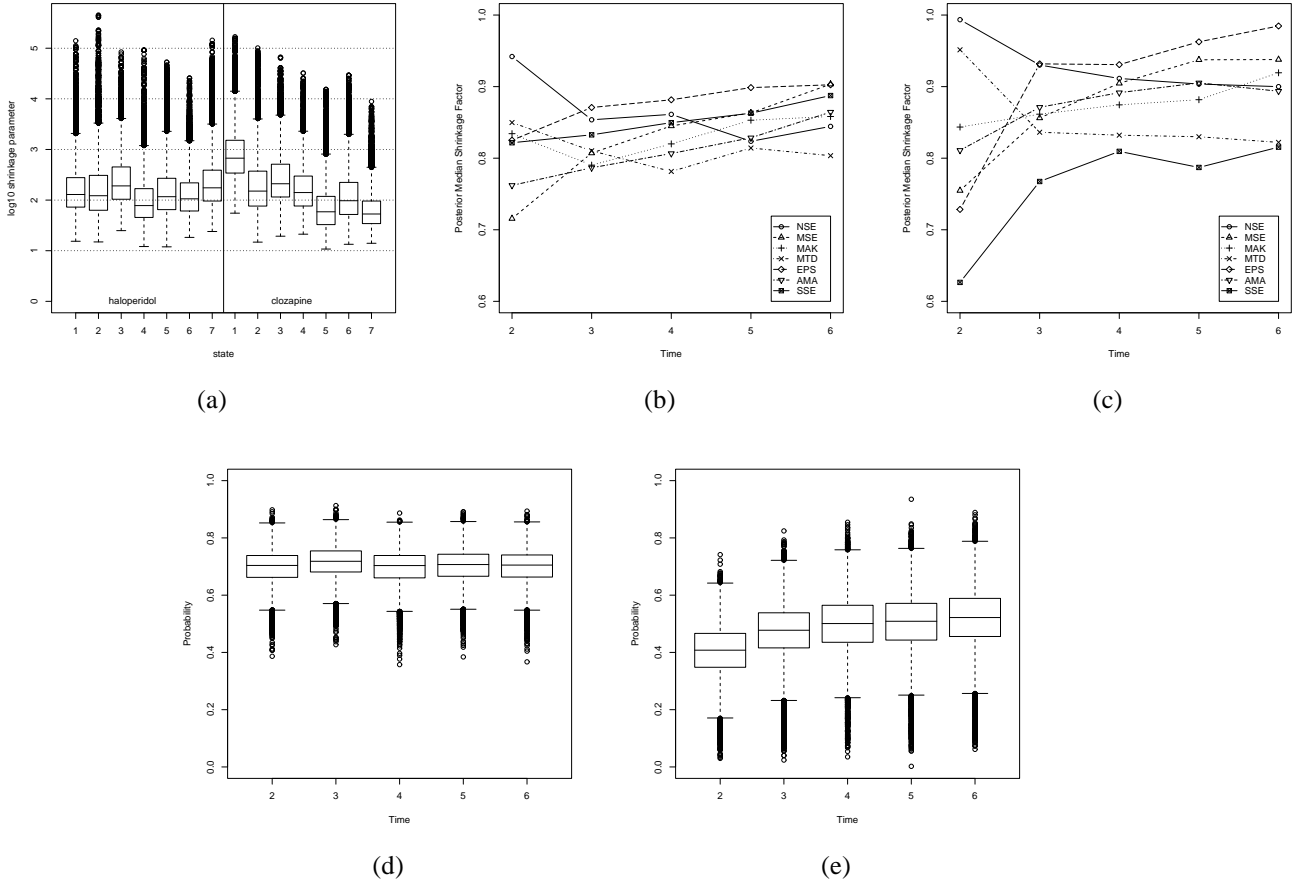 log10 shrinkage parameter
5
4
3
2
1
0
haloperidol
clozapine
1 2 3 4 5 6 7 1 2 3 4 5 6 7
state
(a)
Posterior Median Shrinkage Factor
1.0
0.9
0.8
0.7
0.6
NSE
MSE
MAK
MTD
EPS
AMA
SSE
2 3 4 5 6
Time
(b)
Posterior Median Shrinkage Factor
1.0
0.9
0.8
0.7
0.6
NSE
MSE
MAK
MTD
EPS
AMA
SSE
2 3 4 5 6
Time
(c)
Probability
1.0
0.8
0.6
0.4
0.2
0.0
2 3 4 5 6
Time
(d)
Probability
1.0
0.8
0.6
0.4
0.2
0.0
2 3 4 5 6
Time
(e)